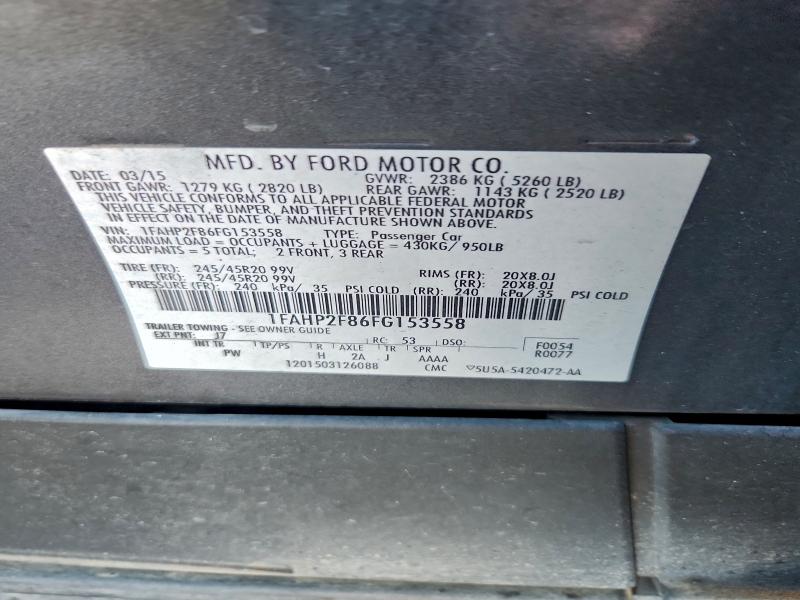 MFD. BY FORD MOTOR CO.
DATE: 03/15 GVWR: 2386 KG ( 5260 LB)
FRONT GAWR: 1279 KG ( 2820 LB) REAR GAWR: 1143 KG ( 2520 LB)
THIS VEHICLE CONFORMS TO ALL APPLICABLE FEDERAL MOTOR
VEHICLE SAFETY, BUMPER, AND THEFT PREVENTION STANDARDS
IN EFFECT ON THE DATE OF MANUFACTURE SHOWN ABOVE.
VIN: 1FAHP2F86FG153558 TYPE: Passenger Car
MAXIMUM LOAD = OCCUPANTS + LUGGAGE = 430KG/ 950LB
OCCUPANTS = 5 TOTAL; 2 FRONT, 3 REAR
TIRE (FR): 245/45R20 99V RIMS (FR): 20X8.0J
(RR): 245/45R20 99V (RR): 20X8.0J
PRESSURE (FR): 240 kPa/ 35 PSI COLD (RR): 240 kPa/ 35 PSI COLD
1FAHP2F86FG153558
TRAILER TOWING - SEE OWNER GUIDE
EXT PNT: J7 RC: 53 DSO: F0054
INT TR TP/PS R AXLE TR SPR R0077
/PW H 2A J AAAA
1201503126088 CMC 5U5A-5420472-AA